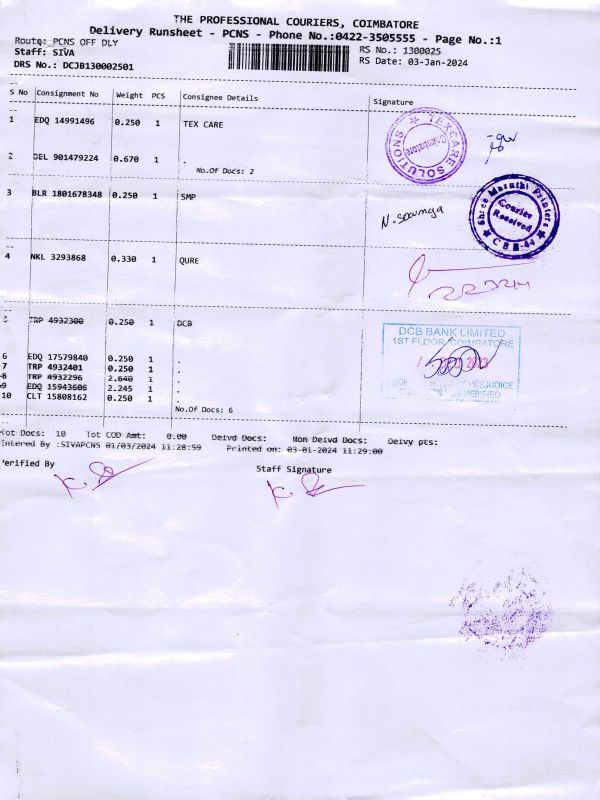 THE PROFESSIONAL COURIERS, COIMBATORE
Delivery Runsheet - PCNS - Phone No.:0422-3505555 - Page No.:1
Route: PCNS OFF DLY
Staff: SIVA
RS No.: 1300025
DRS No.: DCJB130002501
RS Date: 03-Jan-2024
S No Consignment No Weight PCS Consignee Details Signature
1 EDQ 14991496 0.250 1 TEX CARE
TEXCARE SOLUTIONS
Coimbatore
2 DEL 901479224 0.670 1 .
No.Of Docs: 2
3 BLR 1801678348 0.250 1 SMP
N. Soumya
Shree Maruthi Printers
Courier
Received
4 NKL 3293868 0.330 1 QURE
5 TRP 4932300 0.250 1 DCB
DCB BANK LIMITED
1ST FLOOR, COIMBATORE
6 EDQ 17579840 0.250 1 .
7 TRP 4932401 0.250 1 .
8 TRP 4932296 2.640 1 .
9 EDQ 15943606 2.245 1 .
10 CLT 15808162 0.250 1 .
PREJUDICE
VERIFIED
No.Of Docs: 6
Tot Docs: 10 Tot COD Amt: 0.00 Delvd Docs: Non Delvd Docs: Delvy pts:
Entered By :SIVAPCNS 01/03/2024 11:28:59 Printed on: 03-01-2024 11:29:00
Verified By
Staff Signature